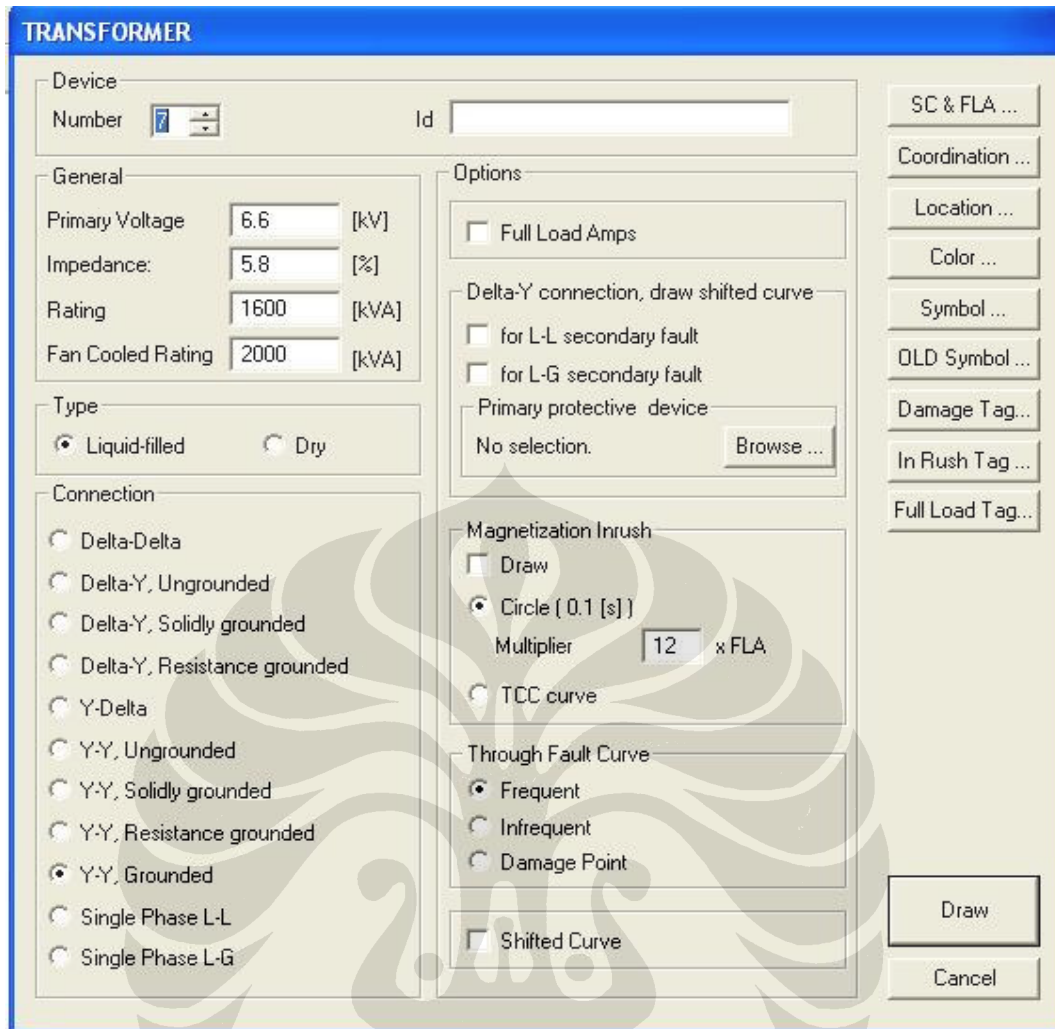 TRANSFORMER
Device
Number 7
Id
General
Primary Voltage 6.6 [kV]
Impedance: 5.8 [%]
Rating 1600 [kVA]
Fan Cooled Rating 2000 [kVA]
Type
Liquid-filled Dry
Connection
Delta-Delta
Delta-Y, Ungrounded
Delta-Y, Solidly grounded
Delta-Y, Resistance grounded
Y-Delta
Y-Y, Ungrounded
Y-Y, Solidly grounded
Y-Y, Resistance grounded
Y-Y, Grounded
Single Phase L-L
Single Phase L-G
Options
Full Load Amps
Delta-Y connection, draw shifted curve
for L-L secondary fault
for L-G secondary fault
Primary protective device
No selection. Browse ...
Magnetization Inrush
Draw
Circle ( 0.1 [s] )
Multiplier 12 x FLA
TCC curve
Through Fault Curve
Frequent
Infrequent
Damage Point
Shifted Curve
SC & FLA ...
Coordination ...
Location ...
Color ...
Symbol ...
OLD Symbol ...
Damage Tag...
In Rush Tag ...
Full Load Tag...
Draw
Cancel